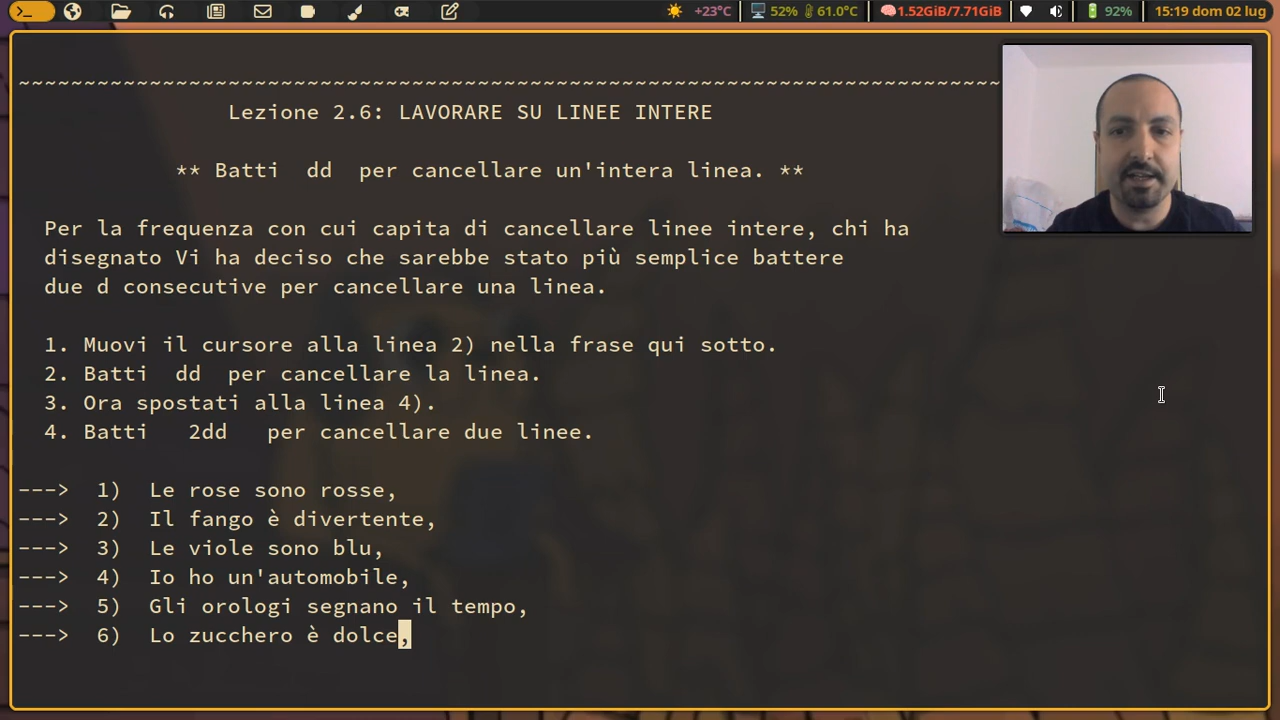 +23°C 52% 61.0°C 1.52GiB/7.71GiB 92% 15:19 dom 02 lug
~~~~~~~~~~~~~~~~~~~~~~~~~~~~~~~~~~~~~~~~~~~~~~~~~~~~~~~~~~~~~~~~~~~~~~~~~~~
Lezione 2.6: LAVORARE SU LINEE INTERE
** Batti  dd  per cancellare un'intera linea. **
Per la frequenza con cui capita di cancellare linee intere, chi ha
disegnato Vi ha deciso che sarebbe stato più semplice battere
due d consecutive per cancellare una linea.
1. Muovi il cursore alla linea 2) nella frase qui sotto.
2. Batti  dd  per cancellare la linea.
3. Ora spostati alla linea 4).
4. Batti   2dd   per cancellare due linee.
--->  1)  Le rose sono rosse,
--->  2)  Il fango è divertente,
--->  3)  Le viole sono blu,
--->  4)  Io ho un'automobile,
--->  5)  Gli orologi segnano il tempo,
--->  6)  Lo zucchero è dolce,